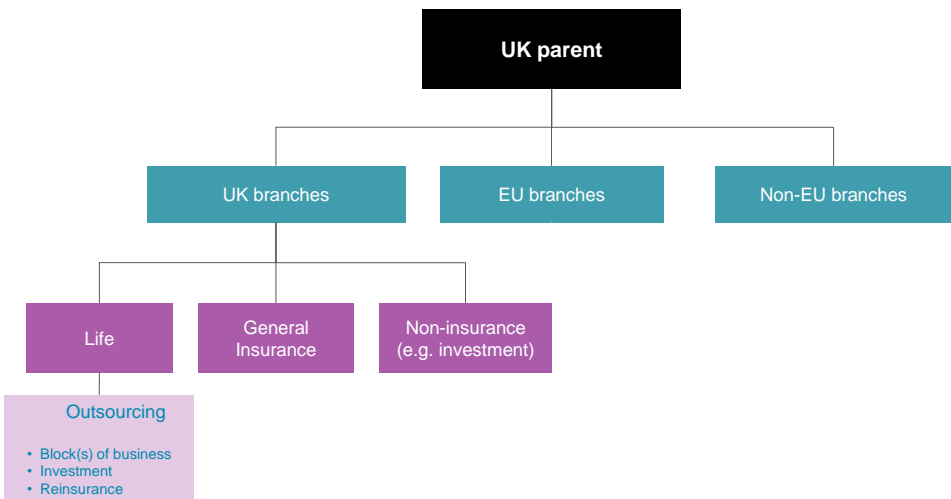 UK parent
UK branches
EU branches
Non-EU branches
Life
General
Insurance
Non-insurance
(e.g. investment)
Outsourcing
• Block(s) of business
• Investment
• Reinsurance